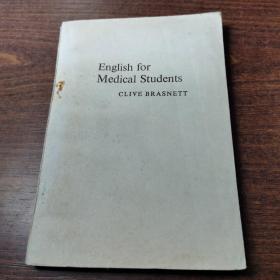 English for
Medical Students
CLIVE BRASNETT